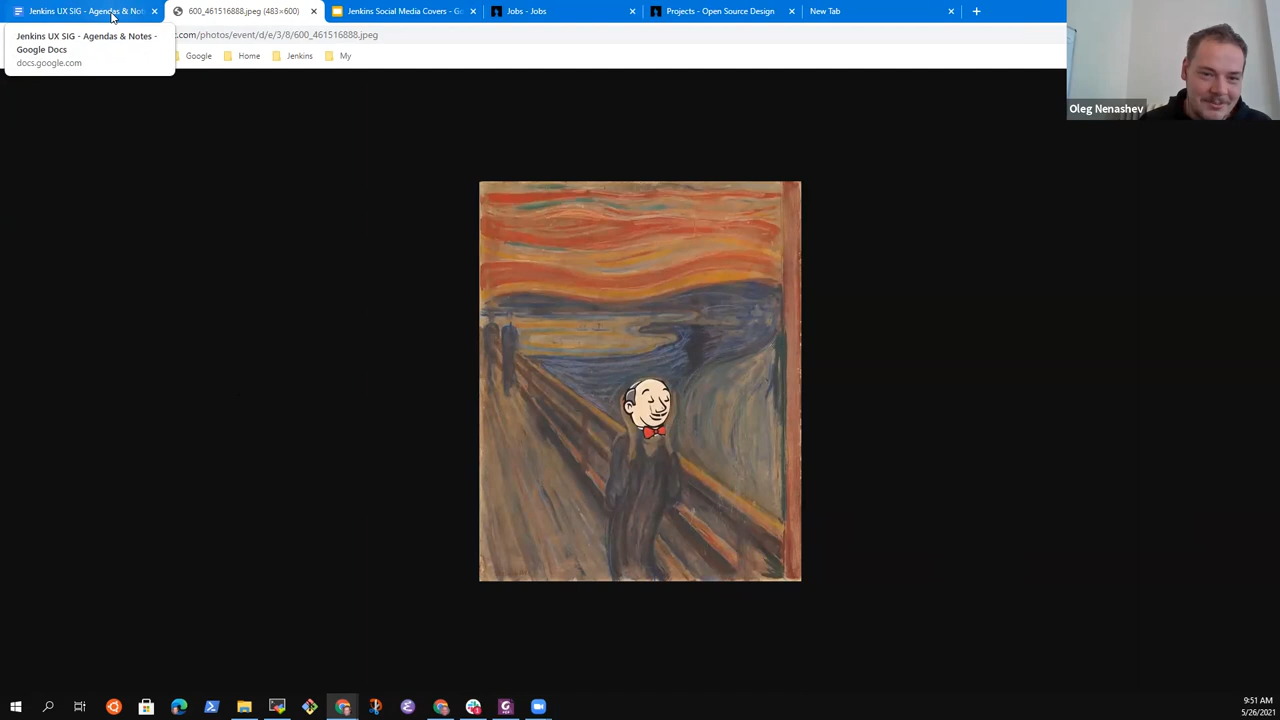 Jenkins UX SIG - Agendas & Not
600_461516888.jpeg (483×600)
Jenkins Social Media Covers - Go
Jobs - Jobs
Projects - Open Source Design
New Tab
Jenkins UX SIG - Agendas & Notes -
Google Docs
docs.google.com
.com/photos/event/d/e/3/8/600_461516888.jpeg
Google
Home
Jenkins
My
Oleg Nenashev
9:51 AM
5/26/2021